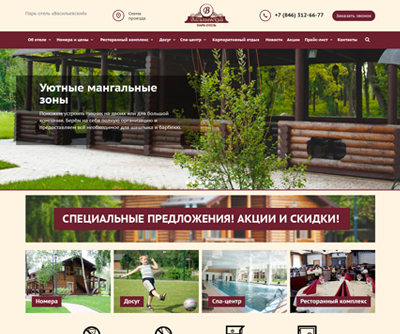 Парк отель «Васильевский»
Схема
проезда
В
Васильевский
ПАРК-ОТЕЛЬ
+7 (846) 312-66-77
Заказать звонок
Об отеле
Номера и цены
Ресторанный комплекс
Досуг
Спа-центр
Корпоративный отдых
Новости
Акции
Прайс-лист
Контакты
Уютные мангальные
зоны
Поможем устроить пикник на двоих или для большой
компании. Берём на себя полную организацию и
предоставляем всё необходимое для шашлыка и барбекю.
СПЕЦИАЛЬНЫЕ ПРЕДЛОЖЕНИЯ! АКЦИИ И СКИДКИ!
Номера
Досуг
Спа-центр
Ресторанный комплекс